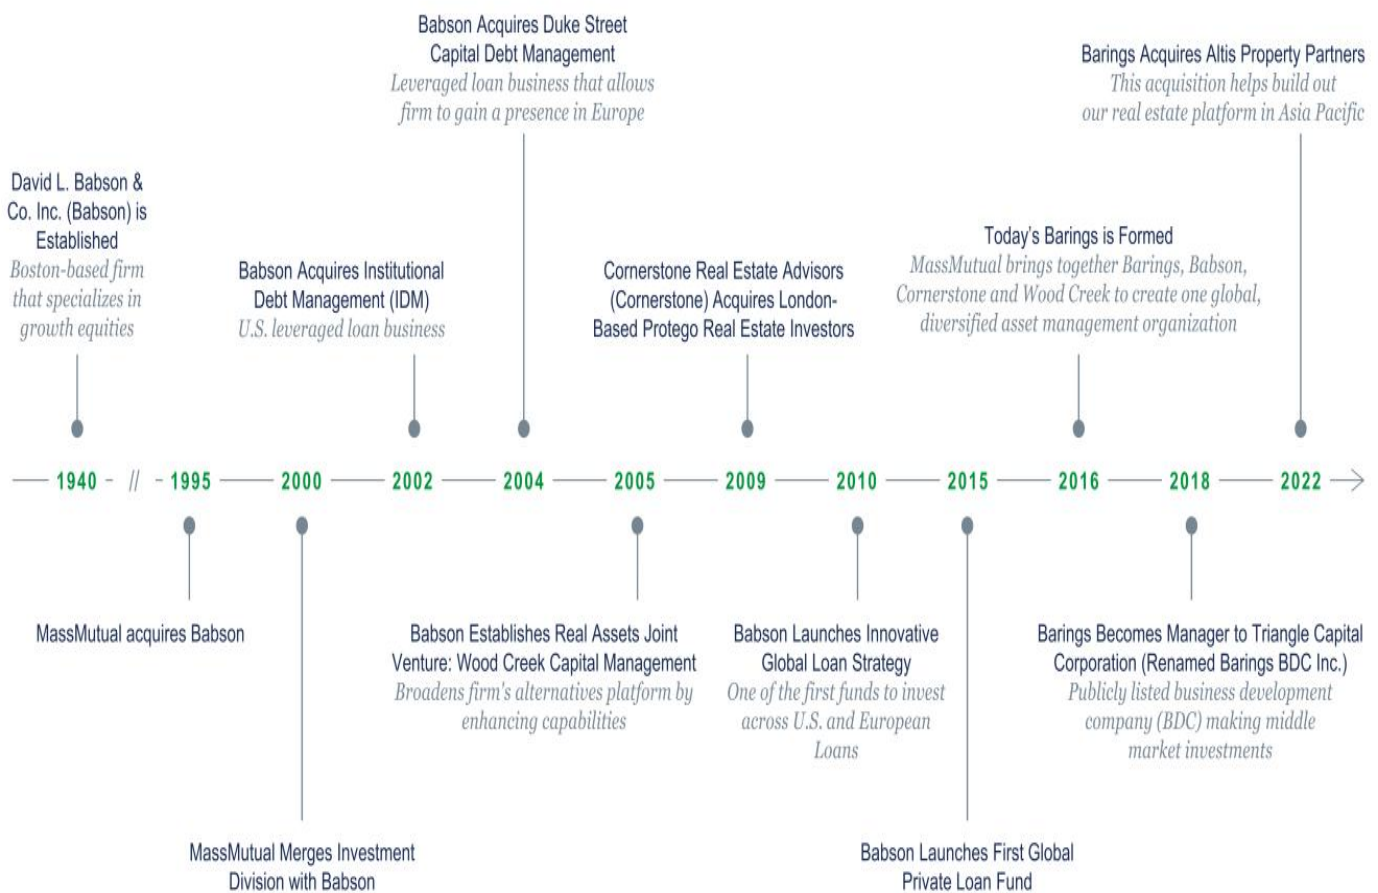 Babson Acquires Duke Street
Capital Debt Management
Leveraged loan business that allows
firm to gain a presence in Europe
Barings Acquires Altis Property Partners
This acquisition helps build out
our real estate platform in Asia Pacific
David L. Babson &
Co. Inc. (Babson) is
Established
Boston-based firm
that specializes in
growth equities
Babson Acquires Institutional
Debt Management (IDM)
U.S. leveraged loan business
Cornerstone Real Estate Advisors
(Cornerstone) Acquires London-
Based Protego Real Estate Investors
Today's Barings is Formed
MassMutual brings together Barings, Babson,
Cornerstone and Wood Creek to create one global,
diversified asset management organization
1940 // 1995 2000 2002 2004 2005 2009 2010 2015 2016 2018 2022
MassMutual acquires Babson
Babson Establishes Real Assets Joint
Venture: Wood Creek Capital Management
Broadens firm's alternatives platform by
enhancing capabilities
Babson Launches Innovative
Global Loan Strategy
One of the first funds to invest
across U.S. and European
Loans
Barings Becomes Manager to Triangle Capital
Corporation (Renamed Barings BDC Inc.)
Publicly listed business development
company (BDC) making middle
market investments
MassMutual Merges Investment
Division with Babson
Babson Launches First Global
Private Loan Fund